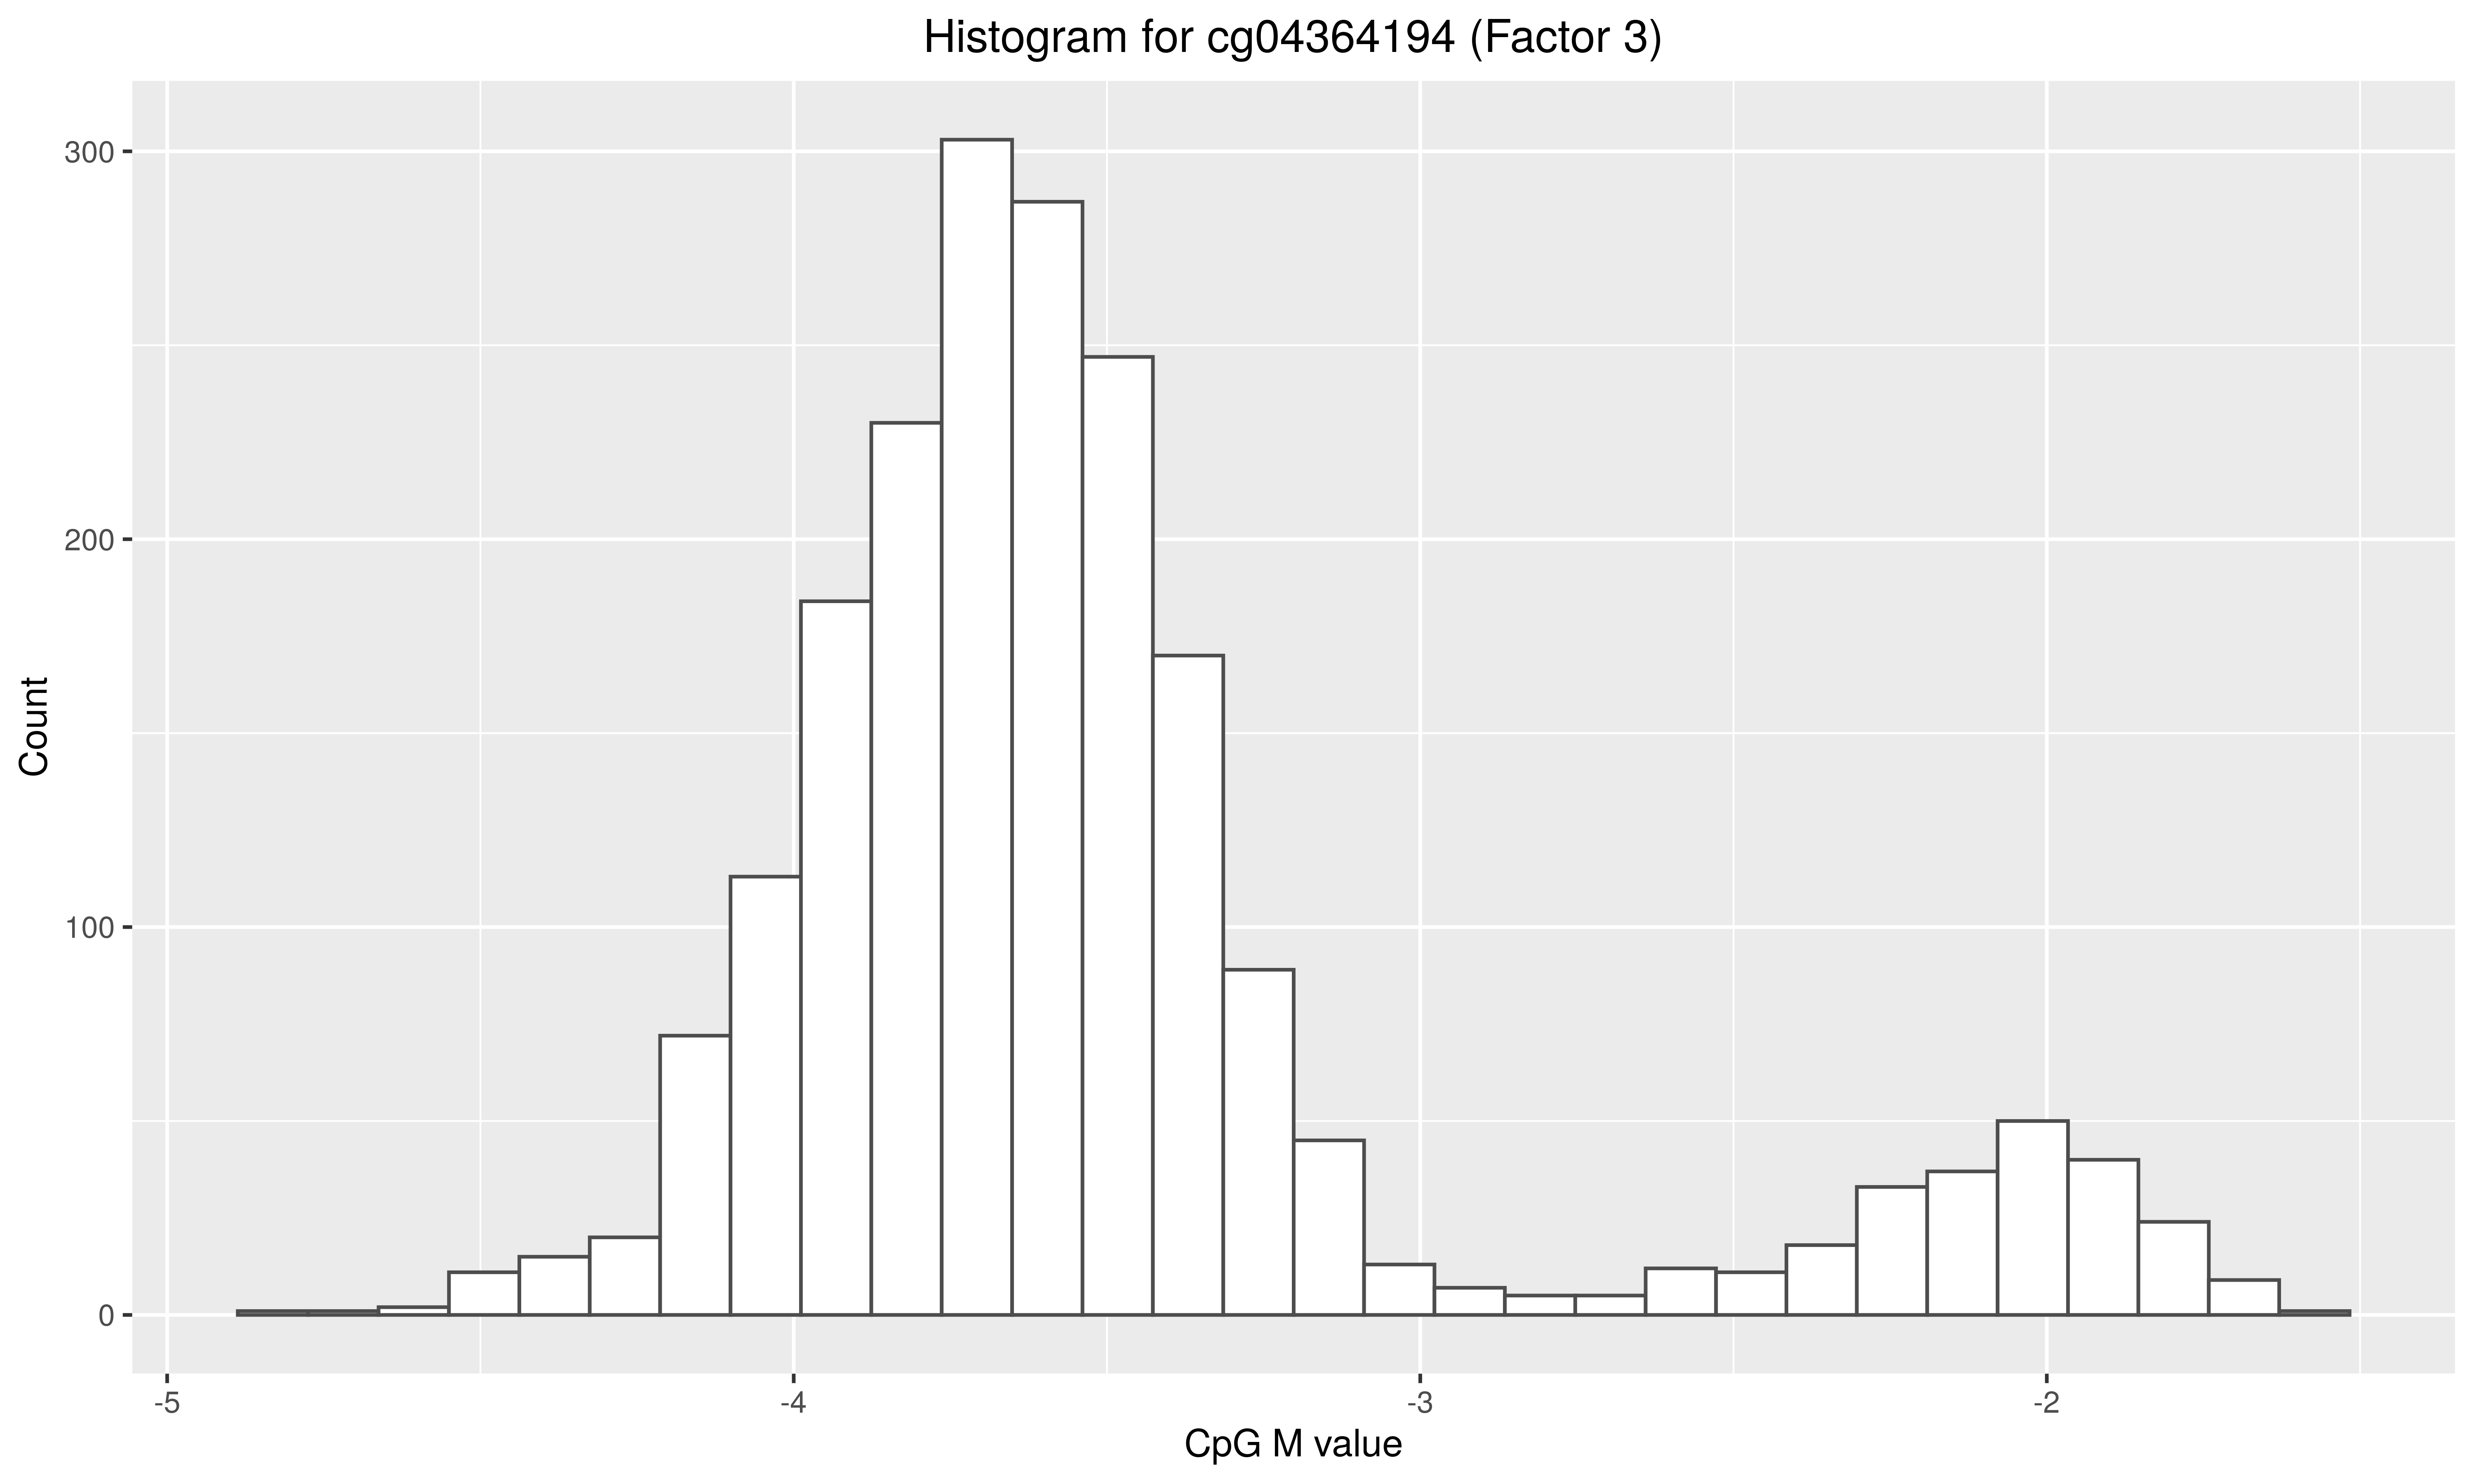 Histogram for cg04364194 (Factor 3)
300
200
100
0
Count
-5 -4 -3 -2
CpG M value